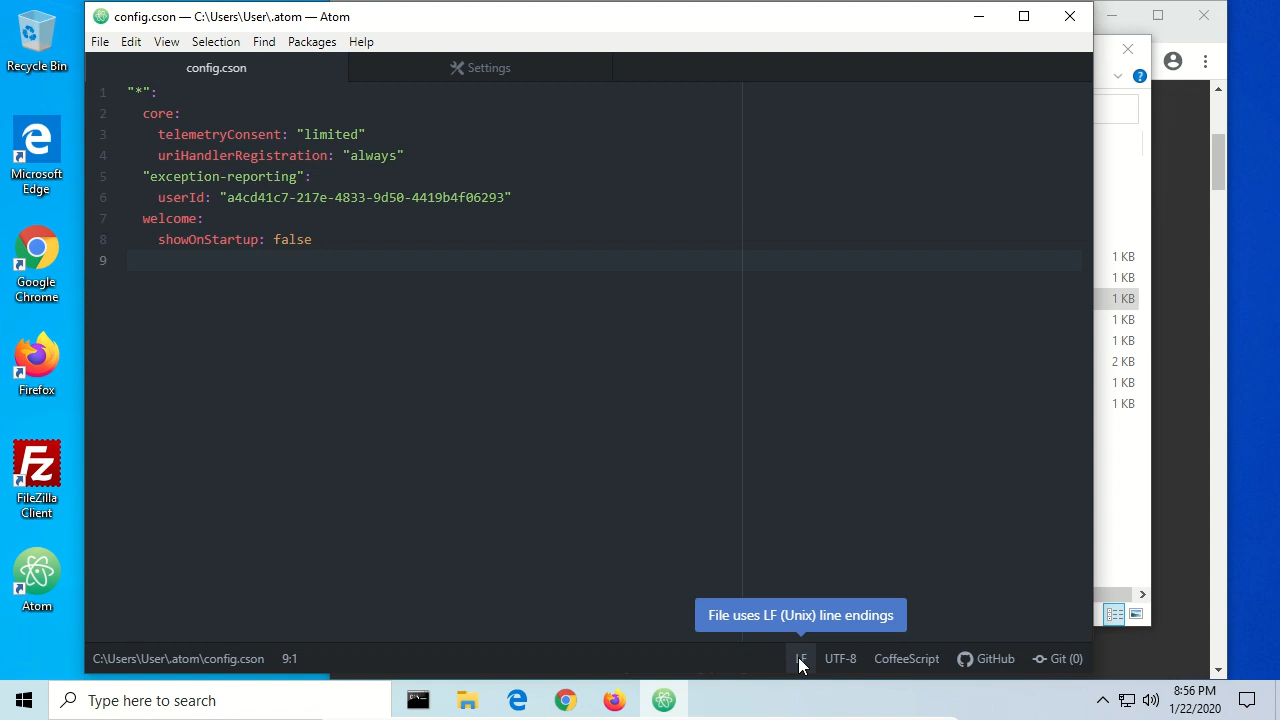 config.cson — C:\Users\User\.atom — Atom
File Edit View Selection Find Packages Help
config.cson
Settings
1 "*":
2 core:
3 telemetryConsent: "limited"
4 uriHandlerRegistration: "always"
5 "exception-reporting":
6 userId: "a4cd41c7-217e-4833-9d50-4419b4f06293"
7 welcome:
8 showOnStartup: false
9
File uses LF (Unix) line endings
C:\Users\User\.atom\config.cson 9:1 LF UTF-8 CoffeeScript GitHub Git (0)
Recycle Bin
Microsoft
Edge
Google
Chrome
Firefox
FileZilla
Client
Atom
?
1 KB
1 KB
1 KB
1 KB
1 KB
2 KB
1 KB
1 KB
Type here to search
8:56 PM
1/22/2020